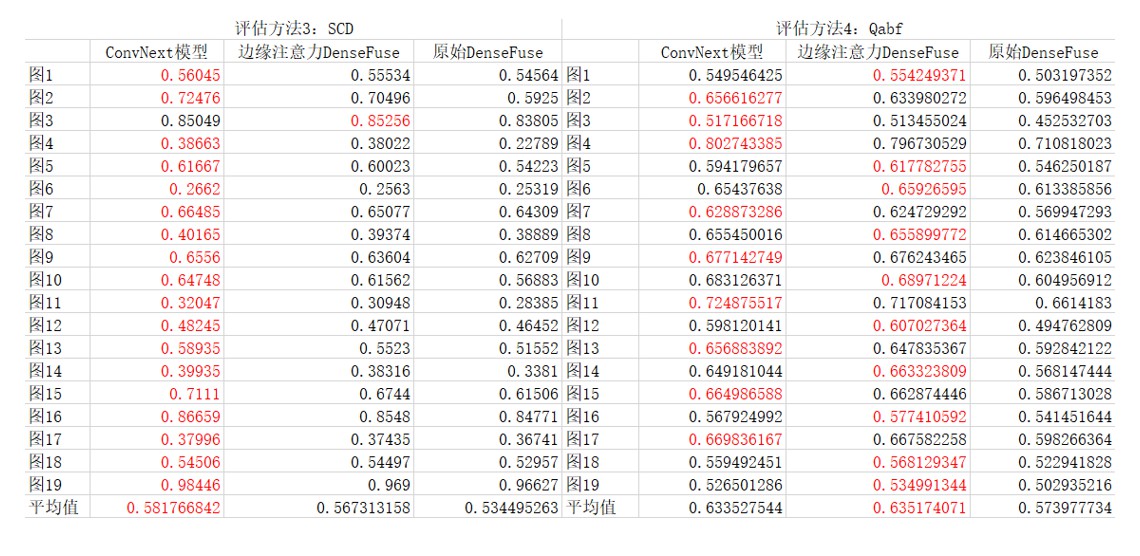 评估方法3：SCD 评估方法4：Qabf
ConvNext模型 边缘注意力DenseFuse 原始DenseFuse ConvNext模型 边缘注意力DenseFuse 原始DenseFuse
图1 0.56045 0.55534 0.54564 图1 0.549546425 0.554249371 0.503197352
图2 0.72476 0.70496 0.5925 图2 0.656616277 0.633980272 0.596498453
图3 0.85049 0.85256 0.83805 图3 0.517166718 0.513455024 0.452532703
图4 0.38663 0.38022 0.22789 图4 0.802743385 0.796730529 0.710818023
图5 0.61667 0.60023 0.54223 图5 0.594179657 0.617782755 0.546250187
图6 0.2662 0.2563 0.25319 图6 0.65437638 0.65926595 0.613385856
图7 0.66485 0.65077 0.64309 图7 0.628873286 0.624729292 0.569947293
图8 0.40165 0.39374 0.38889 图8 0.655450016 0.655899772 0.614665302
图9 0.6556 0.63604 0.62709 图9 0.677142749 0.676243465 0.623846105
图10 0.64748 0.61562 0.56883 图10 0.683126371 0.68971224 0.604956912
图11 0.32047 0.30948 0.28385 图11 0.724875517 0.717084153 0.6614183
图12 0.48245 0.47071 0.46452 图12 0.598120141 0.607027364 0.494762809
图13 0.58935 0.5523 0.51552 图13 0.656883892 0.647835367 0.592842122
图14 0.39935 0.38316 0.3381 图14 0.649181044 0.663323809 0.568147444
图15 0.7111 0.6744 0.61506 图15 0.664986588 0.662874446 0.586713028
图16 0.86659 0.8548 0.84771 图16 0.567924992 0.577410592 0.541451644
图17 0.37996 0.37435 0.36741 图17 0.669836167 0.667582258 0.598266364
图18 0.54506 0.54497 0.52957 图18 0.559492451 0.568129347 0.522941828
图19 0.98446 0.969 0.96627 图19 0.526501286 0.534991344 0.502935216
平均值 0.581766842 0.567313158 0.534495263 平均值 0.633527544 0.635174071 0.573977734